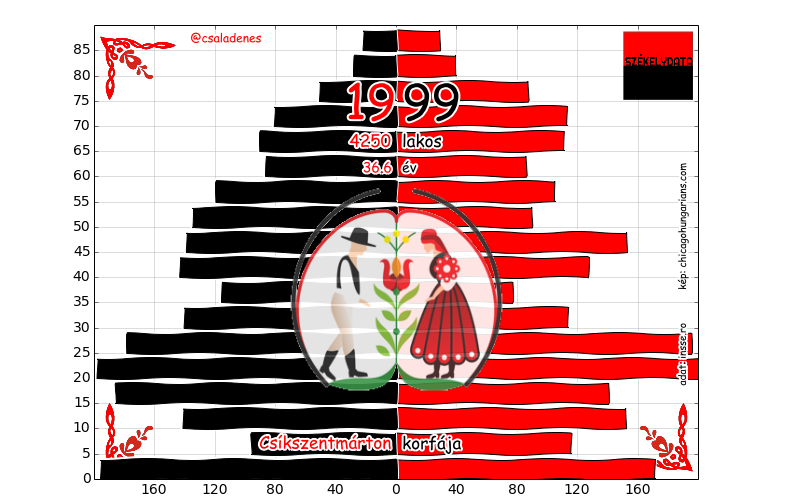 @csaladenes
SZÉKELYDATA
1999
4250 lakos
36.6 év
kép: chicagohungarians.com
adat: insse.ro
Csíkszentmárton korfája
85
80
75
70
65
60
55
50
45
40
35
30
25
20
15
10
5
0
160 120 80 40 0 40 80 120 160